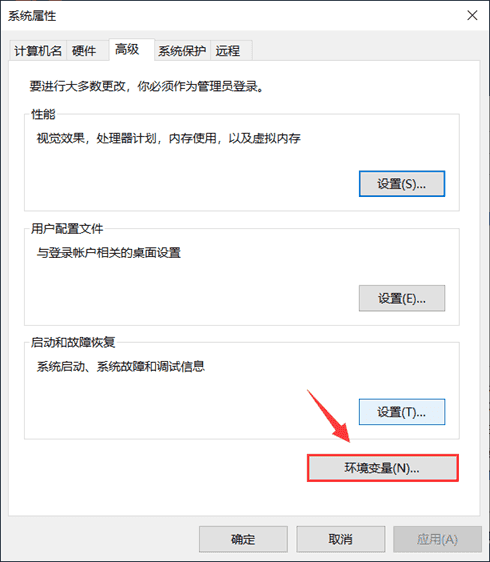 系统属性
计算机名 硬件 高级 系统保护 远程
要进行大多数更改，你必须作为管理员登录。
性能
视觉效果，处理器计划，内存使用，以及虚拟内存
设置(S)...
用户配置文件
与登录帐户相关的桌面设置
设置(E)...
启动和故障恢复
系统启动、系统故障和调试信息
设置(T)...
环境变量(N)...
确定 取消 应用(A)